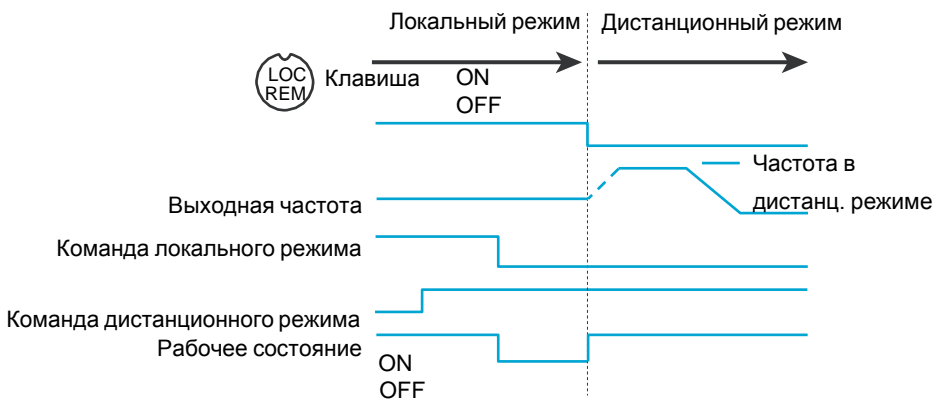 Локальный режим
Дистанционный режим
LOC
REM
Клавиша
ON
OFF
Частота в
дистанц. режиме
Выходная частота
Команда локального режима
Команда дистанционного режима
Рабочее состояние
ON
OFF